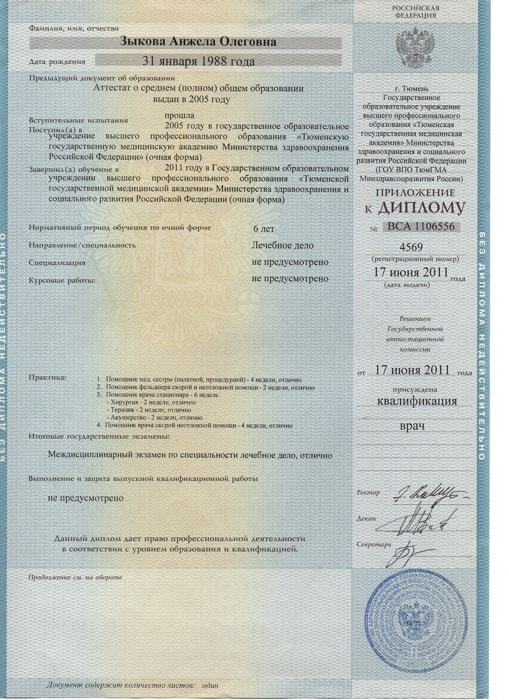 Фамилия, имя, отчество
Зыкова Анжела Олеговна
Дата рождения
31 января 1988 года
Предыдущий документ об образовании
Аттестат о среднем (полном) общем образовании
выдан в 2005 году
Вступительные испытания
прошла
Поступил(а) в
2005 году в государственное образовательное
учреждение высшего профессионального образования «Тюменскую
государственную медицинскую академию Министерства здравоохранения
Российской Федерации) (очная форма)
Завершил(а) обучение в
2011 году в Государственном образовательном
учреждении высшего профессионального образования «Тюменской
государственной медицинской академии» Министерства здравоохранения и
социального развития Российской Федерации (очная форма)
Нормативный период обучения по очной форме
6 лет
Направление/специальность
Лечебное дело
Специализация
не предусмотрено
Курсовые работы:
не предусмотрено
Практика:
1. Помощник мед. сестры (палатной, процедурной) - 4 недели, отлично
2. Помощник фельдшера скорой и неотложной помощи - 2 недели, отлично
3. Помощник врача стационара - 6 недель:
- Хирургия - 2 недели, отлично
- Терапия - 2 недели, отлично
- Акушерство - 2 недели, отлично
4. Помощник врача скорой неотложной помощи - 4 недели, отлично
Итоговые государственные экзамены:
Междисциплинарный экзамен по специальности лечебное дело, отлично
Выполнение и защита выпускной квалификационной работы
не предусмотрено
Данный диплом дает право профессиональной деятельности
в соответствии с уровнем образования и квалификацией.
Продолжение см. на обороте
Документ содержит количество листов: один
РОССИЙСКАЯ
ФЕДЕРАЦИЯ
г. Тюмень
Государственное
образовательное учреждение
высшего профессионального
образования «Тюменская
государственная медицинская
академия» Министерства
здравоохранения и социального
развития Российской Федерации
(ГОУ ВПО ТюмГМА
Минздравсоцразвития России)
ПРИЛОЖЕНИЕ
к ДИПЛОМУ
№ ВСА 1106556
4569
(регистрационный номер)
17 июня 2011 года
(дата выдачи)
Решением
Государственной
аттестационной
комиссии
от 17 июня 2011 года
присуждена
квалификация
врач
Ректор
Декан
Секретарь
БЕЗ ДИПЛОМА НЕДЕЙСТВИТЕЛЬНО
БЕЗ ДИПЛОМА НЕДЕЙСТВИТЕЛЬНО